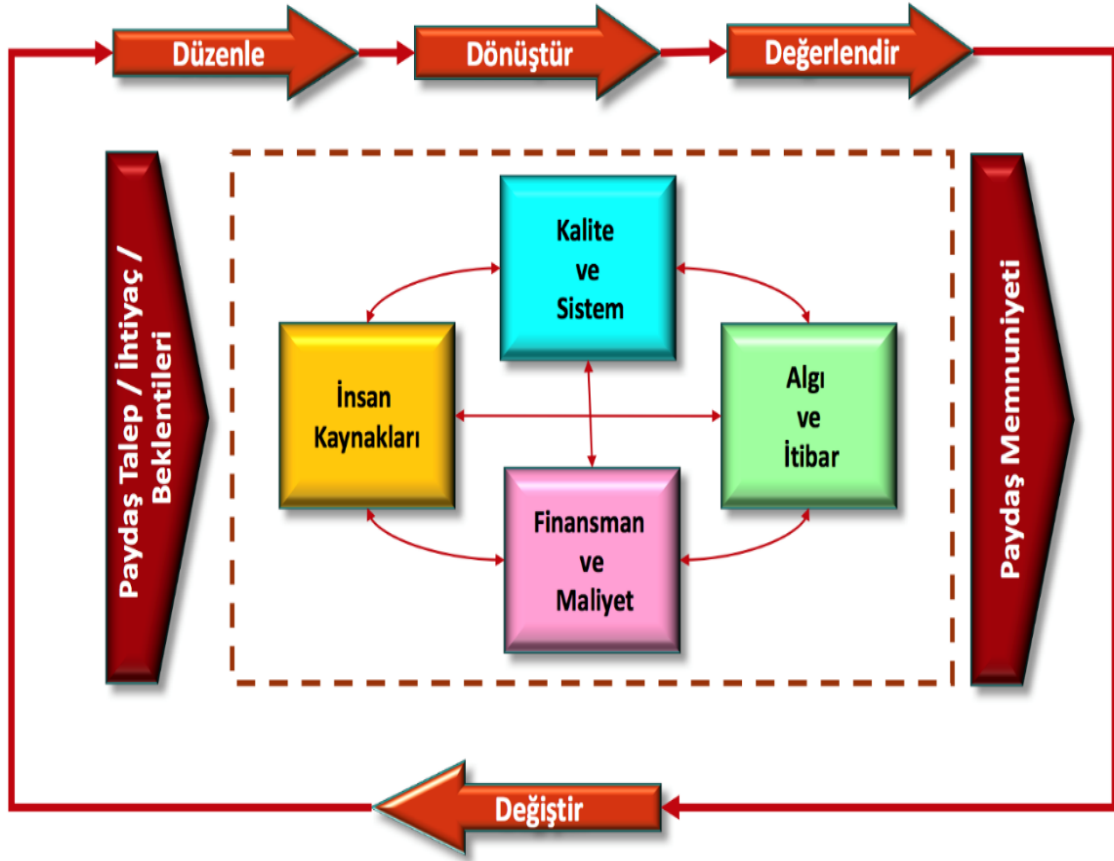 Düzenle
Dönüştür
Değerlendir
Paydaş Talep / İhtiyaç /
Beklentileri
Kalite
ve
Sistem
İnsan
Kaynakları
Algı
ve
İtibar
Finansman
ve
Maliyet
Paydaş Memnuniyeti
Değiştir